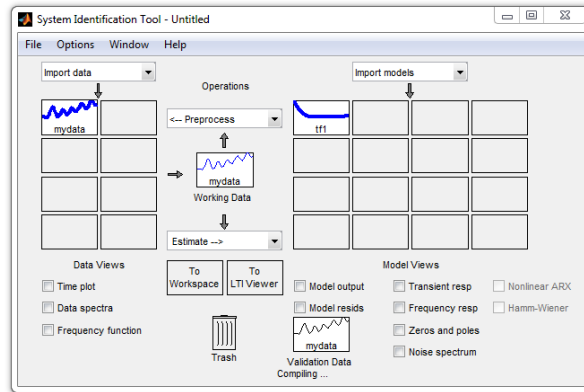 System Identification Tool - Untitled
File Options Window Help
Import data
Operations
Import models
mydata
<-- Preprocess
tf1
mydata
Working Data
Estimate -->
Data Views
To Workspace
To LTI Viewer
Model Views
Time plot
Data spectra
Frequency function
Model output
Model resids
Transient resp
Frequency resp
Zeros and poles
Noise spectrum
Nonlinear ARX
Hamm-Wiener
Trash
mydata
Validation Data
Compiling ...